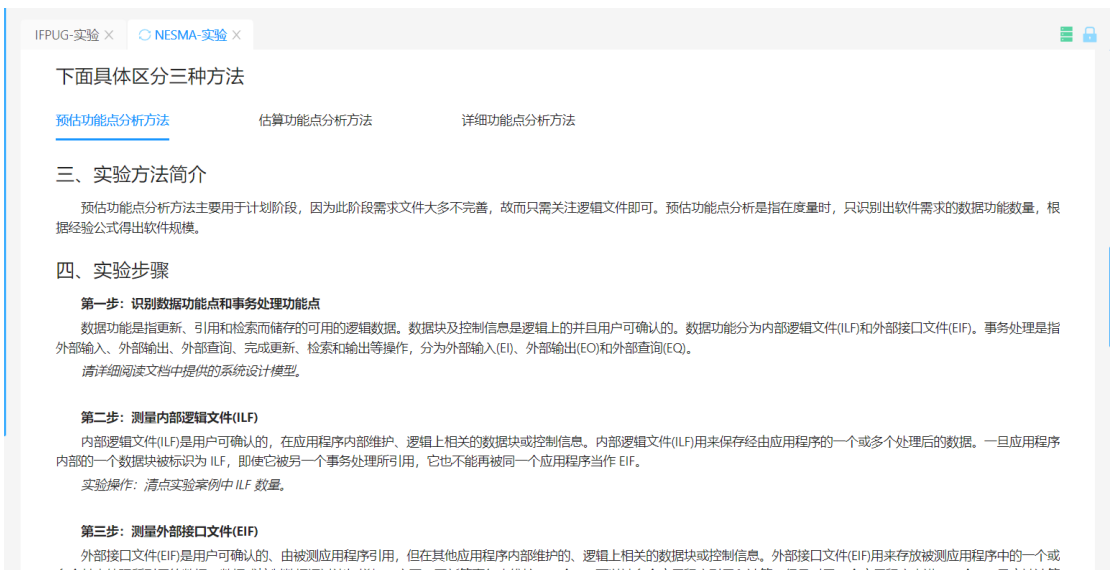 IFPUG-实验 ×
NESMA-实验 ×
下面具体区分三种方法
预估功能点分析方法
估算功能点分析方法
详细功能点分析方法
三、实验方法简介
预估功能点分析方法主要用于计划阶段，因为此阶段需求文件大多不完善，故而只需关注逻辑文件即可。预估功能点分析是指在度量时，只识别出软件需求的数据功能数量，根
据经验公式得出软件规模。
四、实验步骤
第一步：识别数据功能点和事务处理功能点
数据功能是指更新、引用和检索而储存的可用的逻辑数据。数据块及控制信息是逻辑上的并且用户可确认的。数据功能分为内部逻辑文件(ILF)和外部接口文件(EIF)。事务处理是指
外部输入、外部输出、外部查询、完成更新、检索和输出等操作，分为外部输入(EI)、外部输出(EO)和外部查询(EQ)。
请详细阅读文档中提供的系统设计模型。
第二步：测量内部逻辑文件(ILF)
内部逻辑文件(ILF)是用户可确认的，在应用程序内部维护、逻辑上相关的数据块或控制信息。内部逻辑文件(ILF)用来保存经由应用程序的一个或多个处理后的数据。一旦应用程序
内部的一个数据块被标识为 ILF，即使它被另一个事务处理所引用，它也不能再被同一个应用程序当作 EIF。
实验操作：清点实验案例中 ILF 数量。
第三步：测量外部接口文件(EIF)
外部接口文件(EIF)是用户可确认的、由被测应用程序引用，但在其他应用程序内部维护的、逻辑上相关的数据块或控制信息。外部接口文件(EIF)用来存放被测应用程序中的一个或